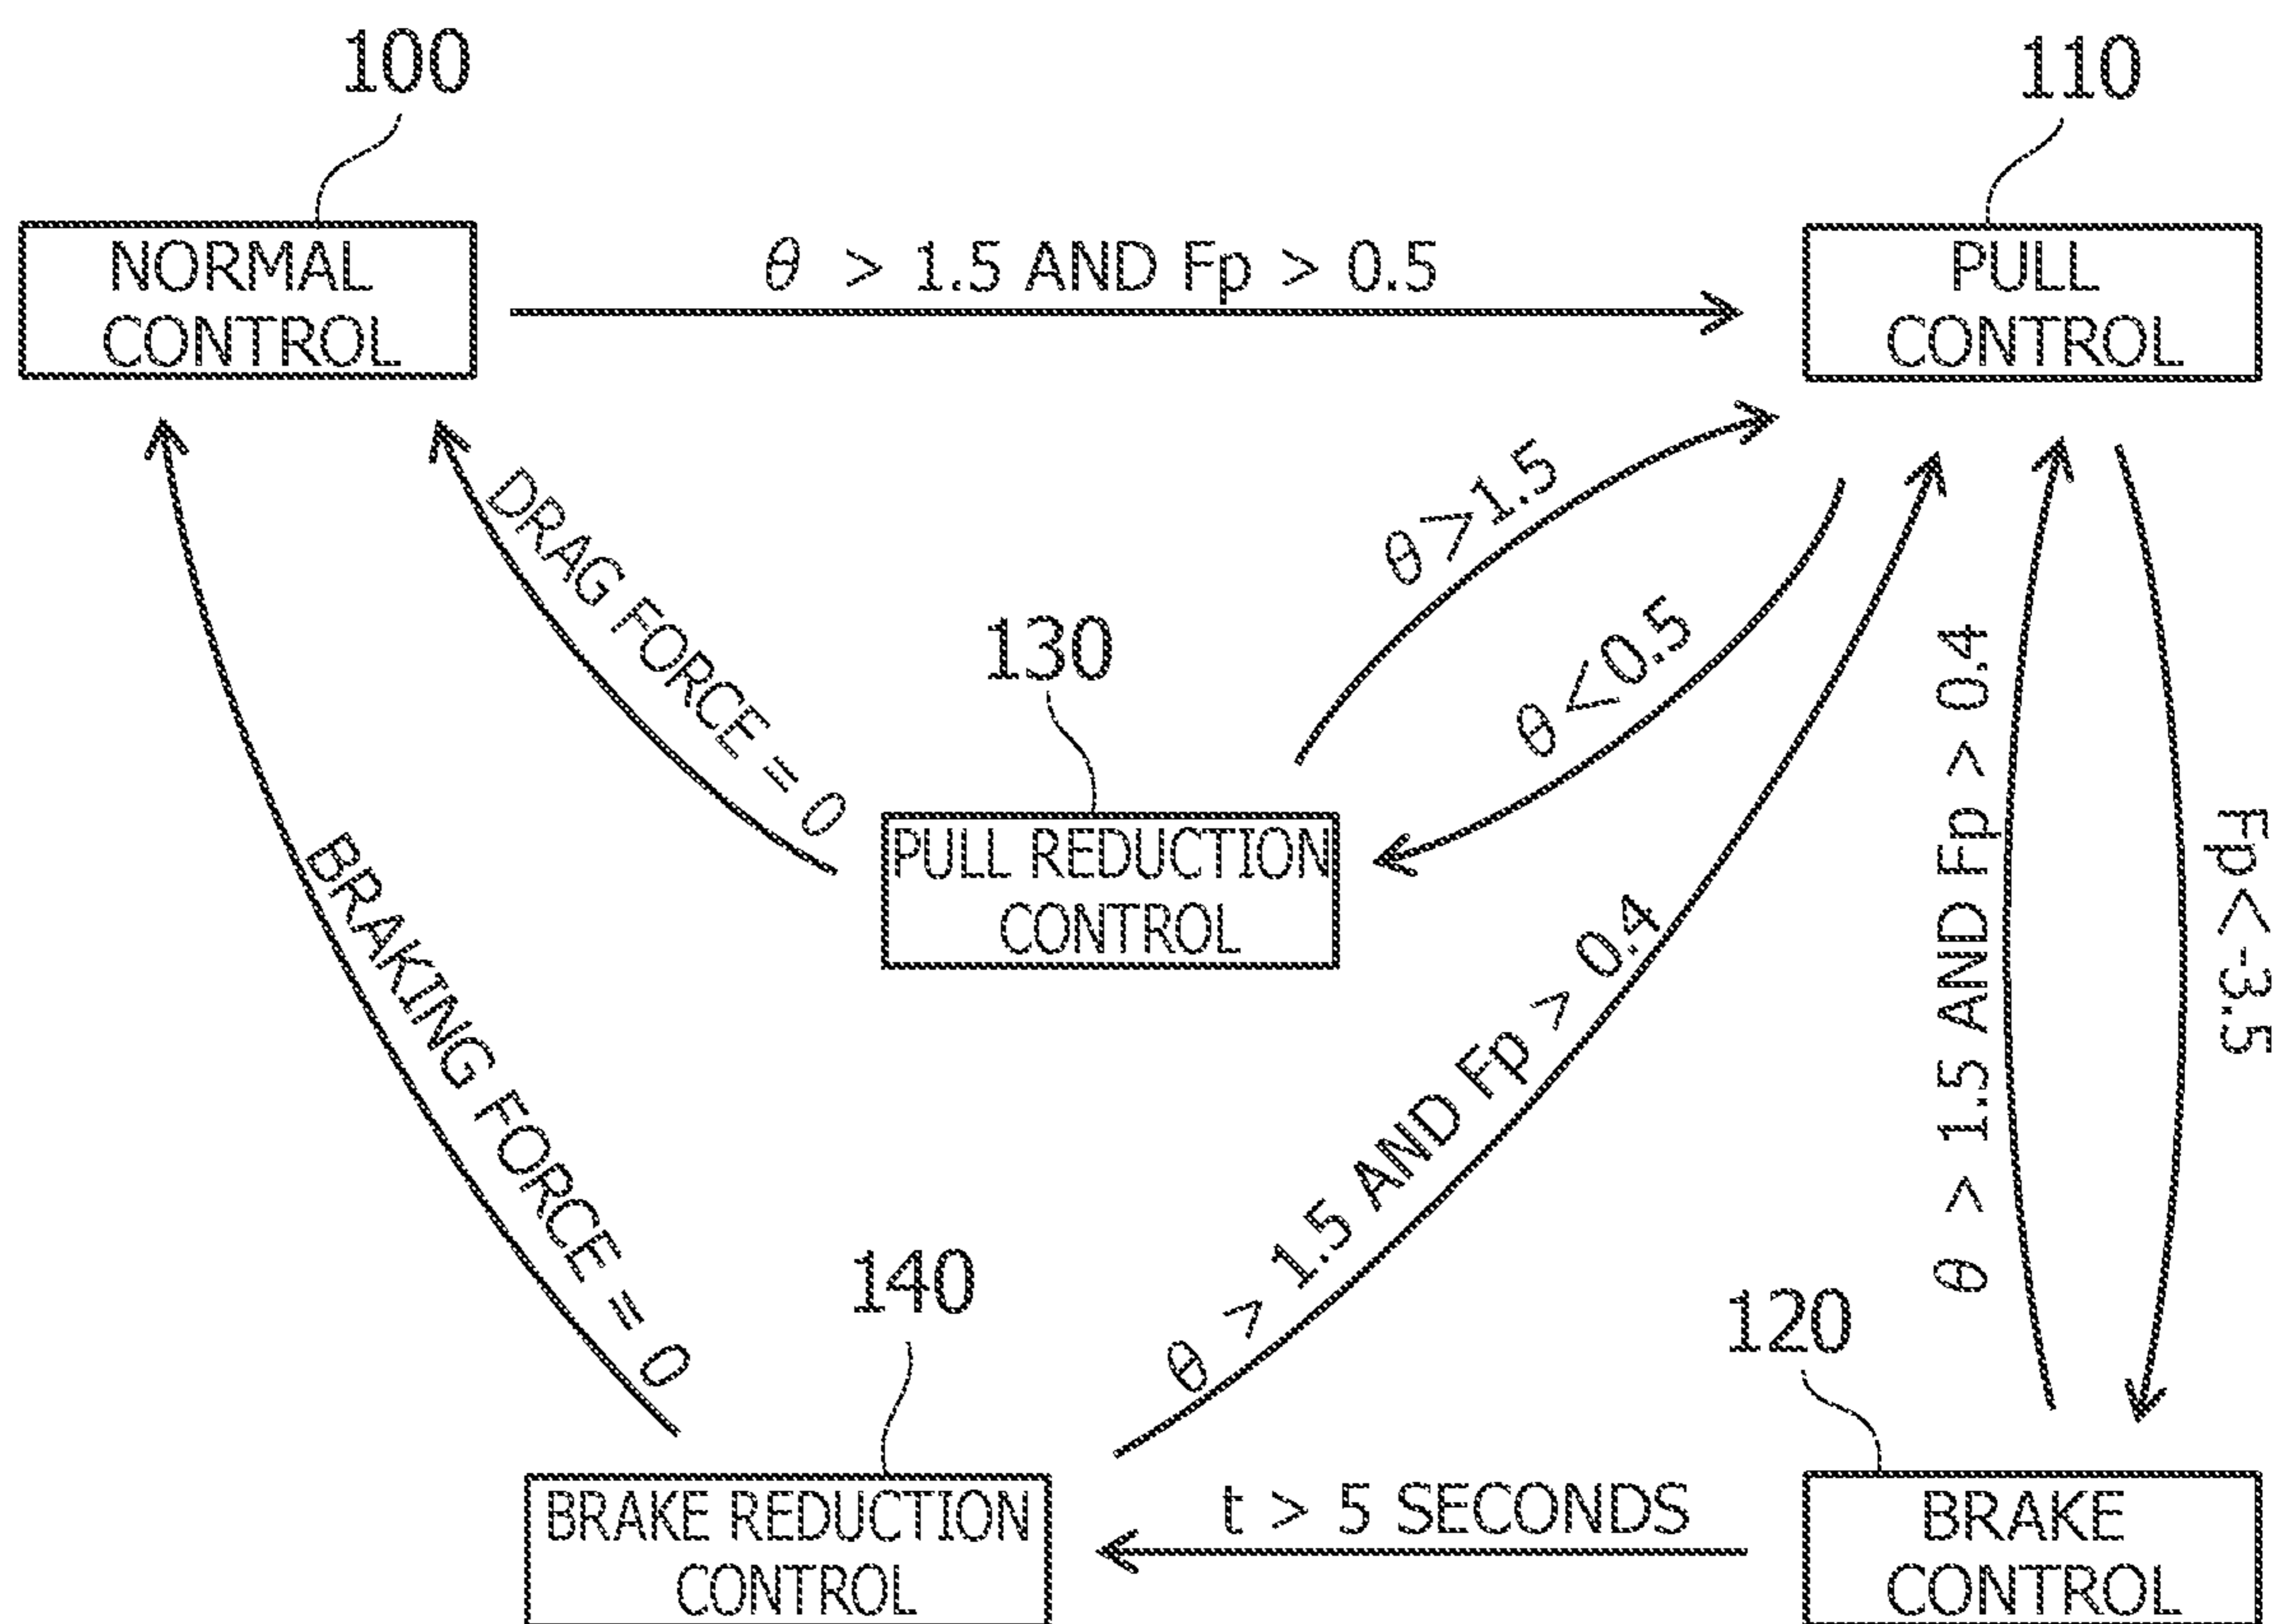 100
110
NORMAL
CONTROL
θ > 1.5 AND Fp > 0.5
PULL
CONTROL
DRAG FORCE = 0
130
θ>1.5
θ<0.5
PULL REDUCTION
CONTROL
BRAKING FORCE = 0
θ > 1.5 AND Fp > 0.4
θ > 1.5 AND Fp > 0.4
Fp<-3.5
140
120
BRAKE REDUCTION
CONTROL
t > 5 SECONDS
BRAKE
CONTROL